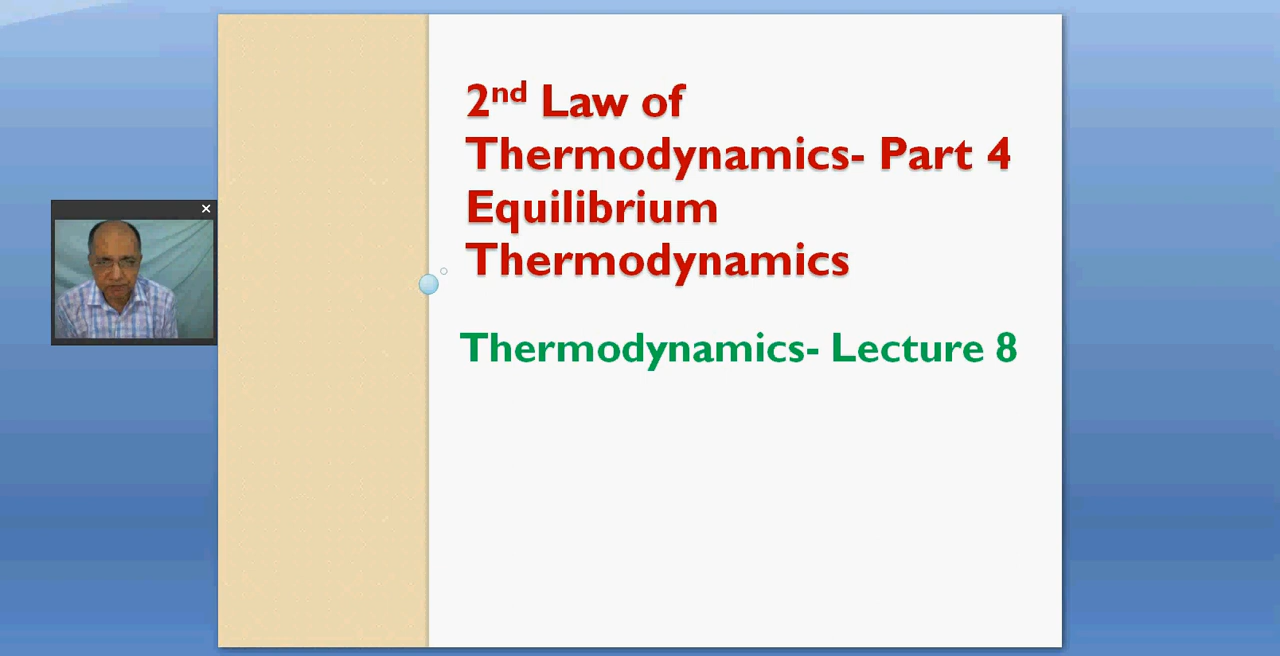 2nd Law of
Thermodynamics- Part 4
Equilibrium
Thermodynamics
Thermodynamics- Lecture 8